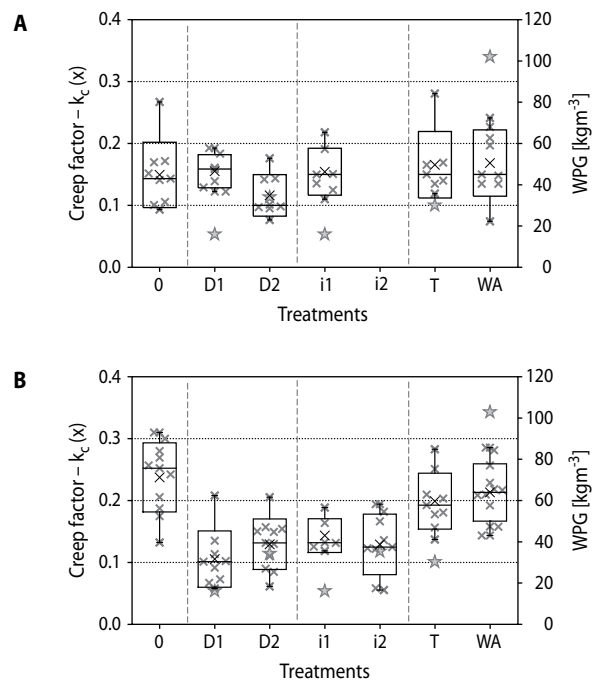 A
0.4
0.3
0.2
0.1
0.0
Creep factor – kc (x)
120
100
80
60
40
20
0
WPG [kgm-3]
0 D1 D2 i1 i2 T WA
Treatments
B
0.4
0.3
0.2
0.1
0.0
Creep factor – kc (x)
120
100
80
60
40
20
0
WPG [kgm-3]
0 D1 D2 i1 i2 T WA
Treatments